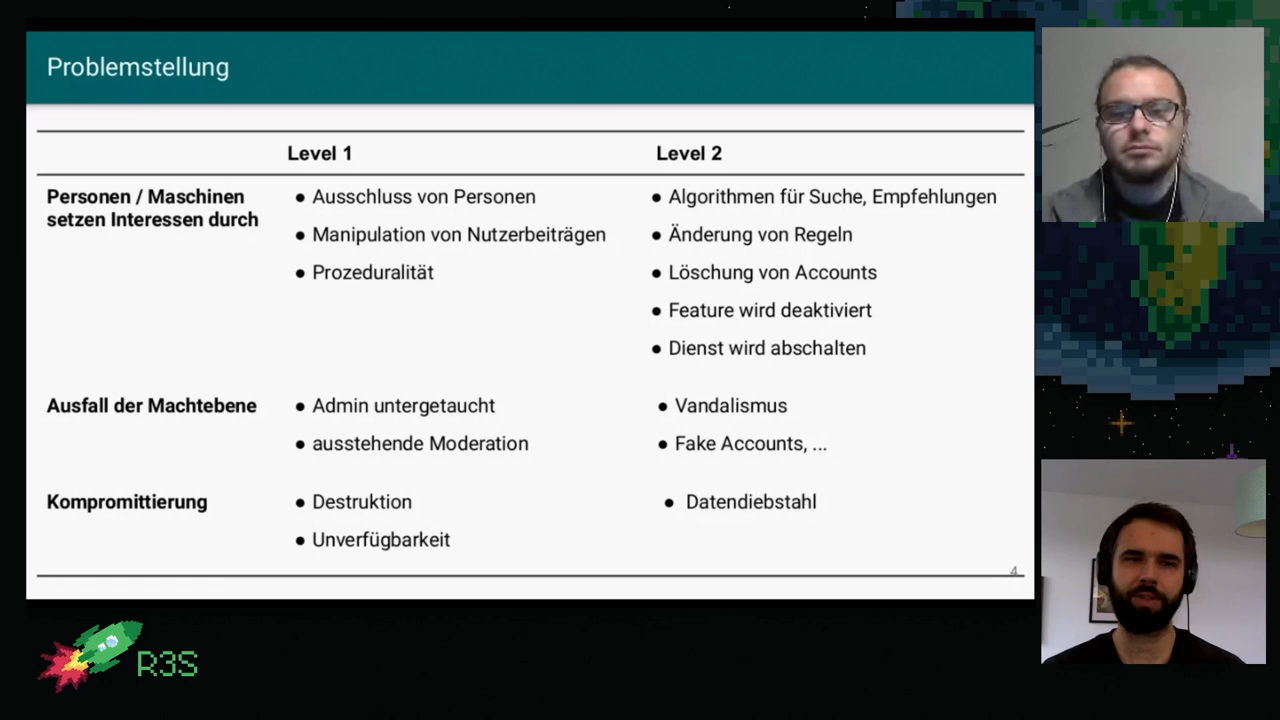 Problemstellung
Level 1
Level 2
Personen / Maschinen
setzen Interessen durch
● Ausschluss von Personen
● Manipulation von Nutzerbeiträgen
● Prozeduralität
● Algorithmen für Suche, Empfehlungen
● Änderung von Regeln
● Löschung von Accounts
● Feature wird deaktiviert
● Dienst wird abschalten
Ausfall der Machtebene
● Admin untergetaucht
● ausstehende Moderation
● Vandalismus
● Fake Accounts, ...
Kompromittierung
● Destruktion
● Unverfügbarkeit
● Datendiebstahl
4
R3S